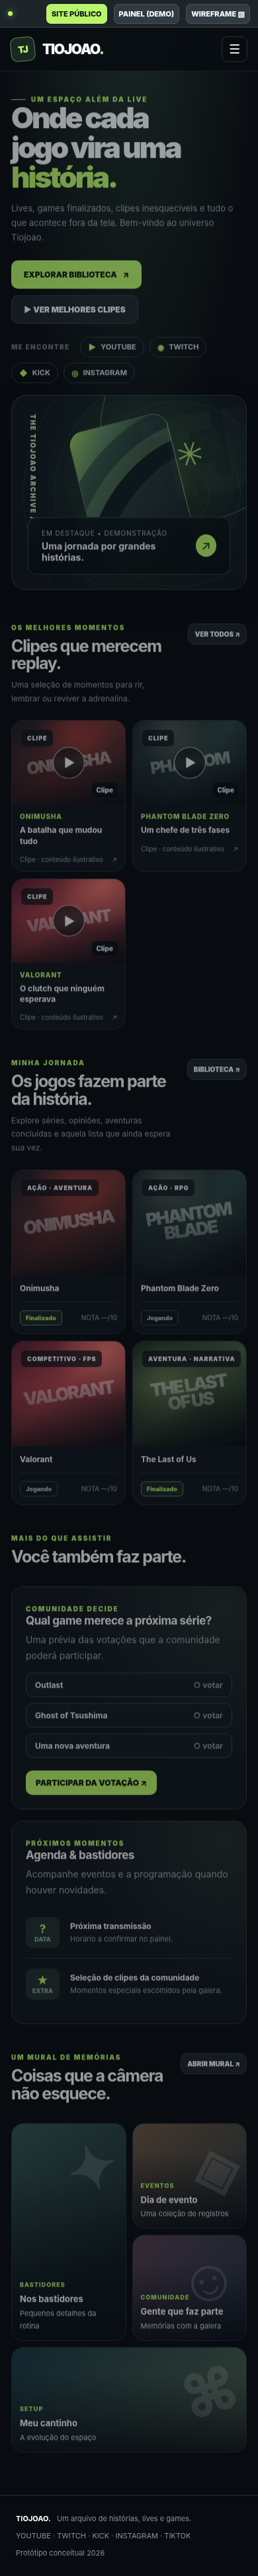 SITE PÚBLICO PAINEL (DEMO) WIREFRAME ▧
TJ TIOJOAO. ☰
UM ESPAÇO ALÉM DA LIVE
Onde cada
jogo vira uma
história.
Lives, games finalizados, clipes inesquecíveis e tudo o
que acontece fora da tela. Bem-vindo ao universo
Tiojoao.
EXPLORAR BIBLIOTECA ↗
▶ VER MELHORES CLIPES
ME ENCONTRE ▶ YOUTUBE ◉ TWITCH
◆ KICK ◎ INSTAGRAM
THE TIOJOAO ARCHIVE
EM DESTAQUE • DEMONSTRAÇÃO
Uma jornada por grandes
histórias.
↗
OS MELHORES MOMENTOS
Clipes que merecem
replay.
VER TODOS ↗
Uma seleção de momentos para rir,
lembrar ou reviver a adrenalina.
CLIPE
ONIMUSHA
Clipe
ONIMUSHA
A batalha que mudou
tudo
Clipe · conteúdo ilustrativo ↗
CLIPE
PHANTOM
Clipe
PHANTOM BLADE ZERO
Um chefe de três fases
Clipe · conteúdo ilustrativo ↗
CLIPE
VALORANT
Clipe
VALORANT
O clutch que ninguém
esperava
Clipe · conteúdo ilustrativo ↗
MINHA JORNADA
Os jogos fazem parte
da história.
BIBLIOTECA ↗
Explore séries, opiniões, aventuras
concluídas e aquela lista que ainda espera
sua vez.
AÇÃO · AVENTURA
ONIMUSHA
Onimusha
Finalizado NOTA —/10
AÇÃO · RPG
PHANTOM
BLADE
Phantom Blade Zero
Jogando NOTA —/10
COMPETITIVO · FPS
VALORANT
Valorant
Jogando NOTA —/10
AVENTURA · NARRATIVA
THE LAST
OF US
The Last of Us
Finalizado NOTA —/10
MAIS DO QUE ASSISTIR
Você também faz parte.
COMUNIDADE DECIDE
Qual game merece a próxima série?
Uma prévia das votações que a comunidade
poderá participar.
Outlast O votar
Ghost of Tsushima O votar
Uma nova aventura O votar
PARTICIPAR DA VOTAÇÃO ↗
PRÓXIMOS MOMENTOS
Agenda & bastidores
Acompanhe eventos e a programação quando
houver novidades.
?
DATA
Próxima transmissão
Horário a confirmar no painel.
★
EXTRA
Seleção de clipes da comunidade
Momentos especiais escolhidos pela galera.
UM MURAL DE MEMÓRIAS
Coisas que a câmera
não esquece.
ABRIR MURAL ↗
BASTIDORES
Nos bastidores
Pequenos detalhes da
rotina
EVENTOS
Dia de evento
Uma coleção de registros
COMUNIDADE
Gente que faz parte
Memórias com a galera
SETUP
Meu cantinho
A evolução do espaço
⌘
TIOJOAO. Um arquivo de histórias, lives e games.
YOUTUBE · TWITCH · KICK · INSTAGRAM · TIKTOK
Protótipo conceitual 2026